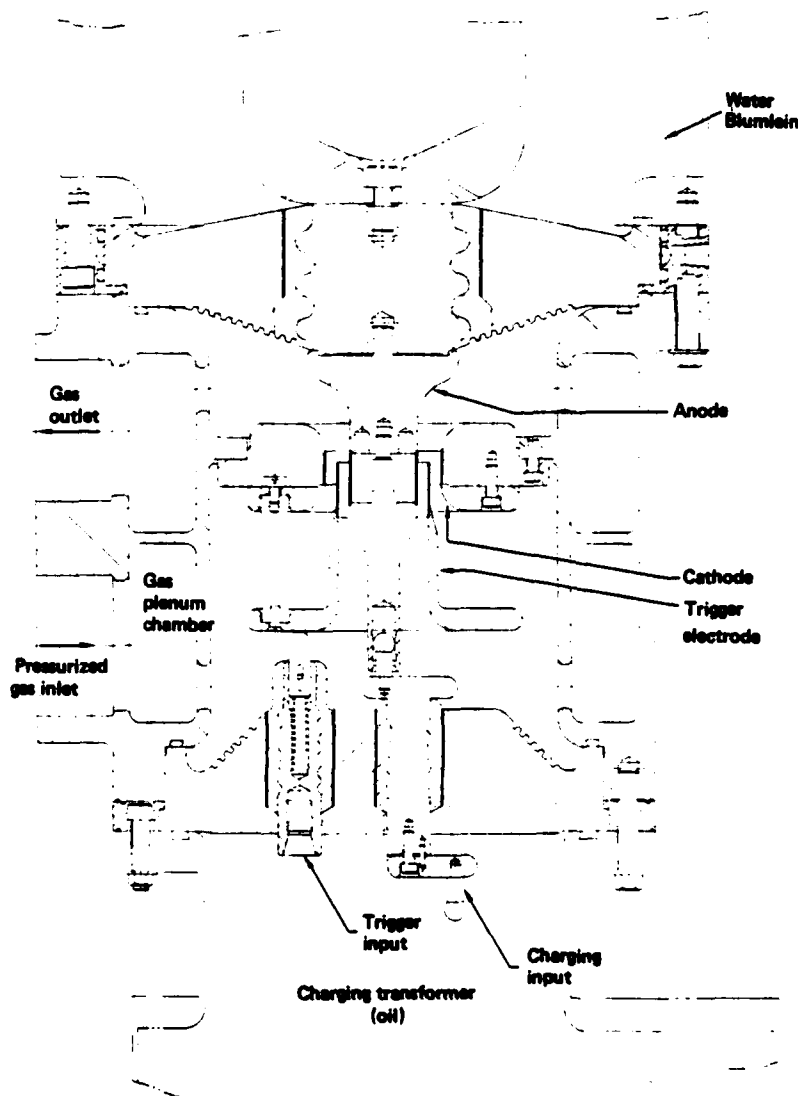 Water
Blumlein
Gas
outlet
Anode
Gas
plenum
chamber
Cathode
Trigger
electrode
Pressurized
gas inlet
Trigger
input
Charging
input
Charging transformer
(oil)